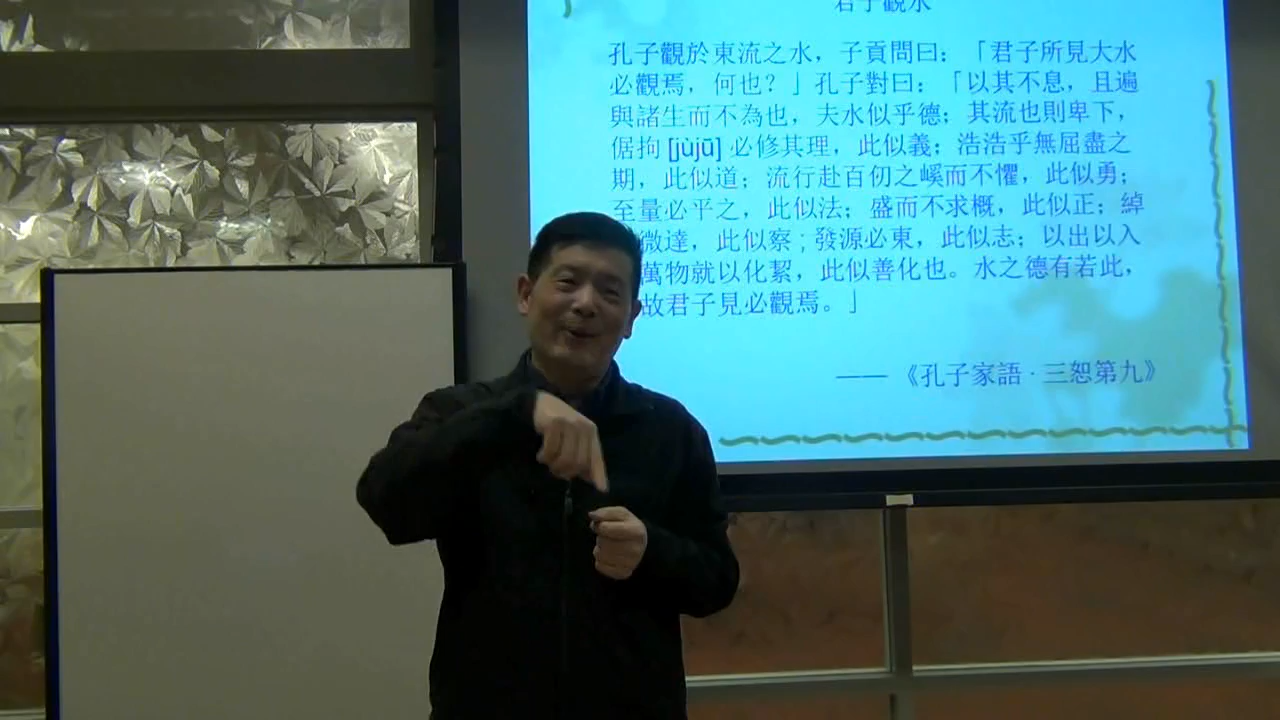 君子觀水
孔子觀於東流之水，子貢問曰：「君子所見大水
必觀焉，何也？」孔子對曰：「以其不息，且遍
與諸生而不為也，夫水似乎德；其流也則卑下，
倨拘[jùjū]必修其理，此似義；浩浩乎無屈盡之
期，此似道；流行赴百仞之嵠而不懼，此似勇；
至量必平之，此似法；盛而不求概，此似正；綽
微達，此似察；發源必東，此似志；以出以入
萬物就以化絜，此似善化也。水之德有若此，
故君子見必觀焉。」
——《孔子家語·三恕第九》